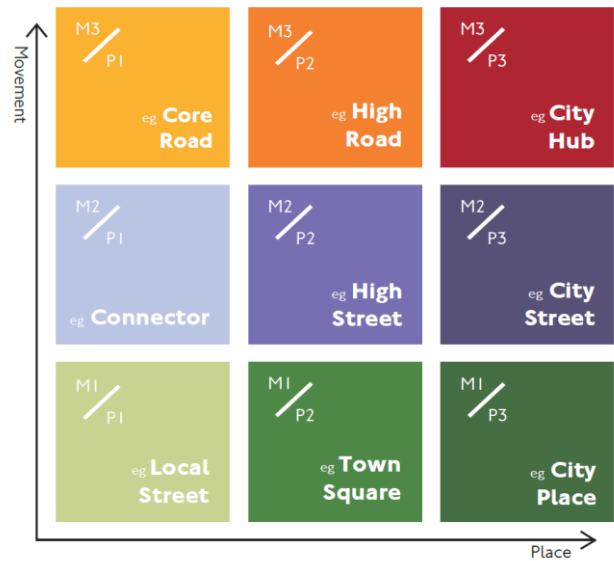 Movement
M3
P1
eg Core
Road
M3
P2
eg High
Road
M3
P3
eg City
Hub
M2
P1
eg Connector
M2
P2
eg High
Street
M2
P3
eg City
Street
M1
P1
eg Local
Street
M1
P2
eg Town
Square
M1
P3
eg City
Place
Place